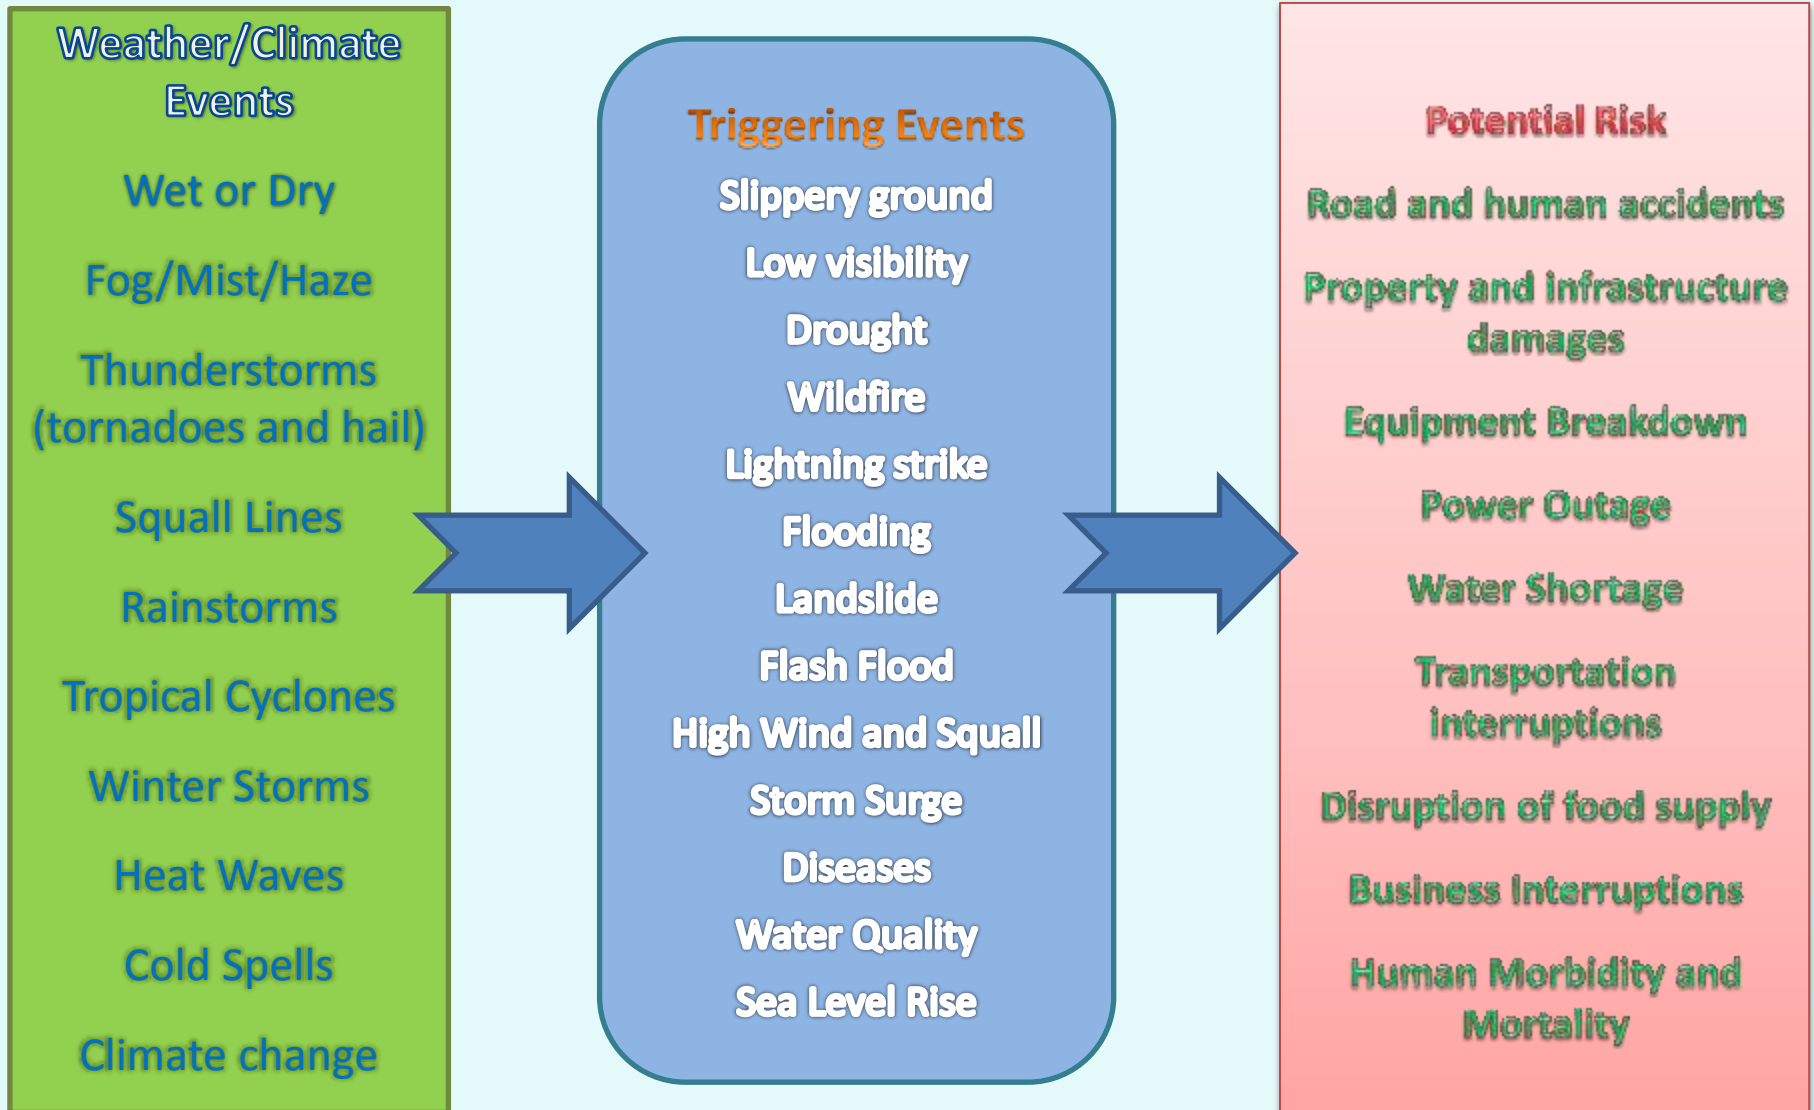 Weather/Climate
Events
Wet or Dry
Fog/Mist/Haze
Thunderstorms
(tornadoes and hail)
Squall Lines
Rainstorms
Tropical Cyclones
Winter Storms
Heat Waves
Cold Spells
Climate change
Triggering Events
Slippery ground
Low visibility
Drought
Wildfire
Lightning strike
Flooding
Landslide
Flash Flood
High Wind and Squall
Storm Surge
Diseases
Water Quality
Sea Level Rise
Potential Risk
Road and human accidents
Property and infrastructure
damages
Equipment Breakdown
Power Outage
Water Shortage
Transportation
interruptions
Disruption of food supply
Business Interruptions
Human Morbidity and
Mortality